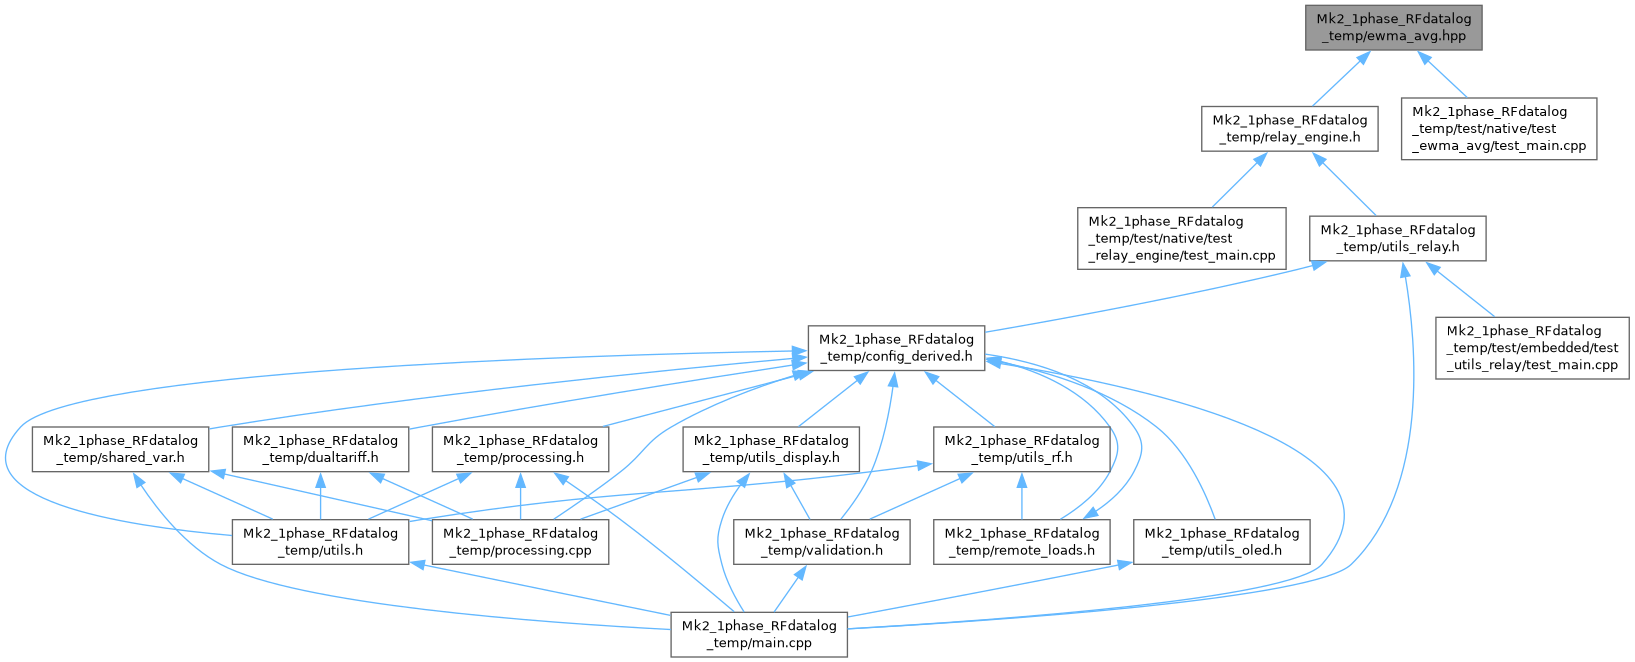 Mk2_1phase_RFdatalog
_temp/ewma_avg.hpp
Mk2_1phase_RFdatalog
_temp/relay_engine.h
Mk2_1phase_RFdatalog
_temp/test/native/test
_ewma_avg/test_main.cpp
Mk2_1phase_RFdatalog
_temp/test/native/test
_relay_engine/test_main.cpp
Mk2_1phase_RFdatalog
_temp/utils_relay.h
Mk2_1phase_RFdatalog
_temp/config_derived.h
Mk2_1phase_RFdatalog
_temp/test/embedded/test
_utils_relay/test_main.cpp
Mk2_1phase_RFdatalog
_temp/shared_var.h
Mk2_1phase_RFdatalog
_temp/dualtariff.h
Mk2_1phase_RFdatalog
_temp/processing.h
Mk2_1phase_RFdatalog
_temp/utils_display.h
Mk2_1phase_RFdatalog
_temp/utils_rf.h
Mk2_1phase_RFdatalog
_temp/utils.h
Mk2_1phase_RFdatalog
_temp/processing.cpp
Mk2_1phase_RFdatalog
_temp/validation.h
Mk2_1phase_RFdatalog
_temp/remote_loads.h
Mk2_1phase_RFdatalog
_temp/utils_oled.h
Mk2_1phase_RFdatalog
_temp/main.cpp